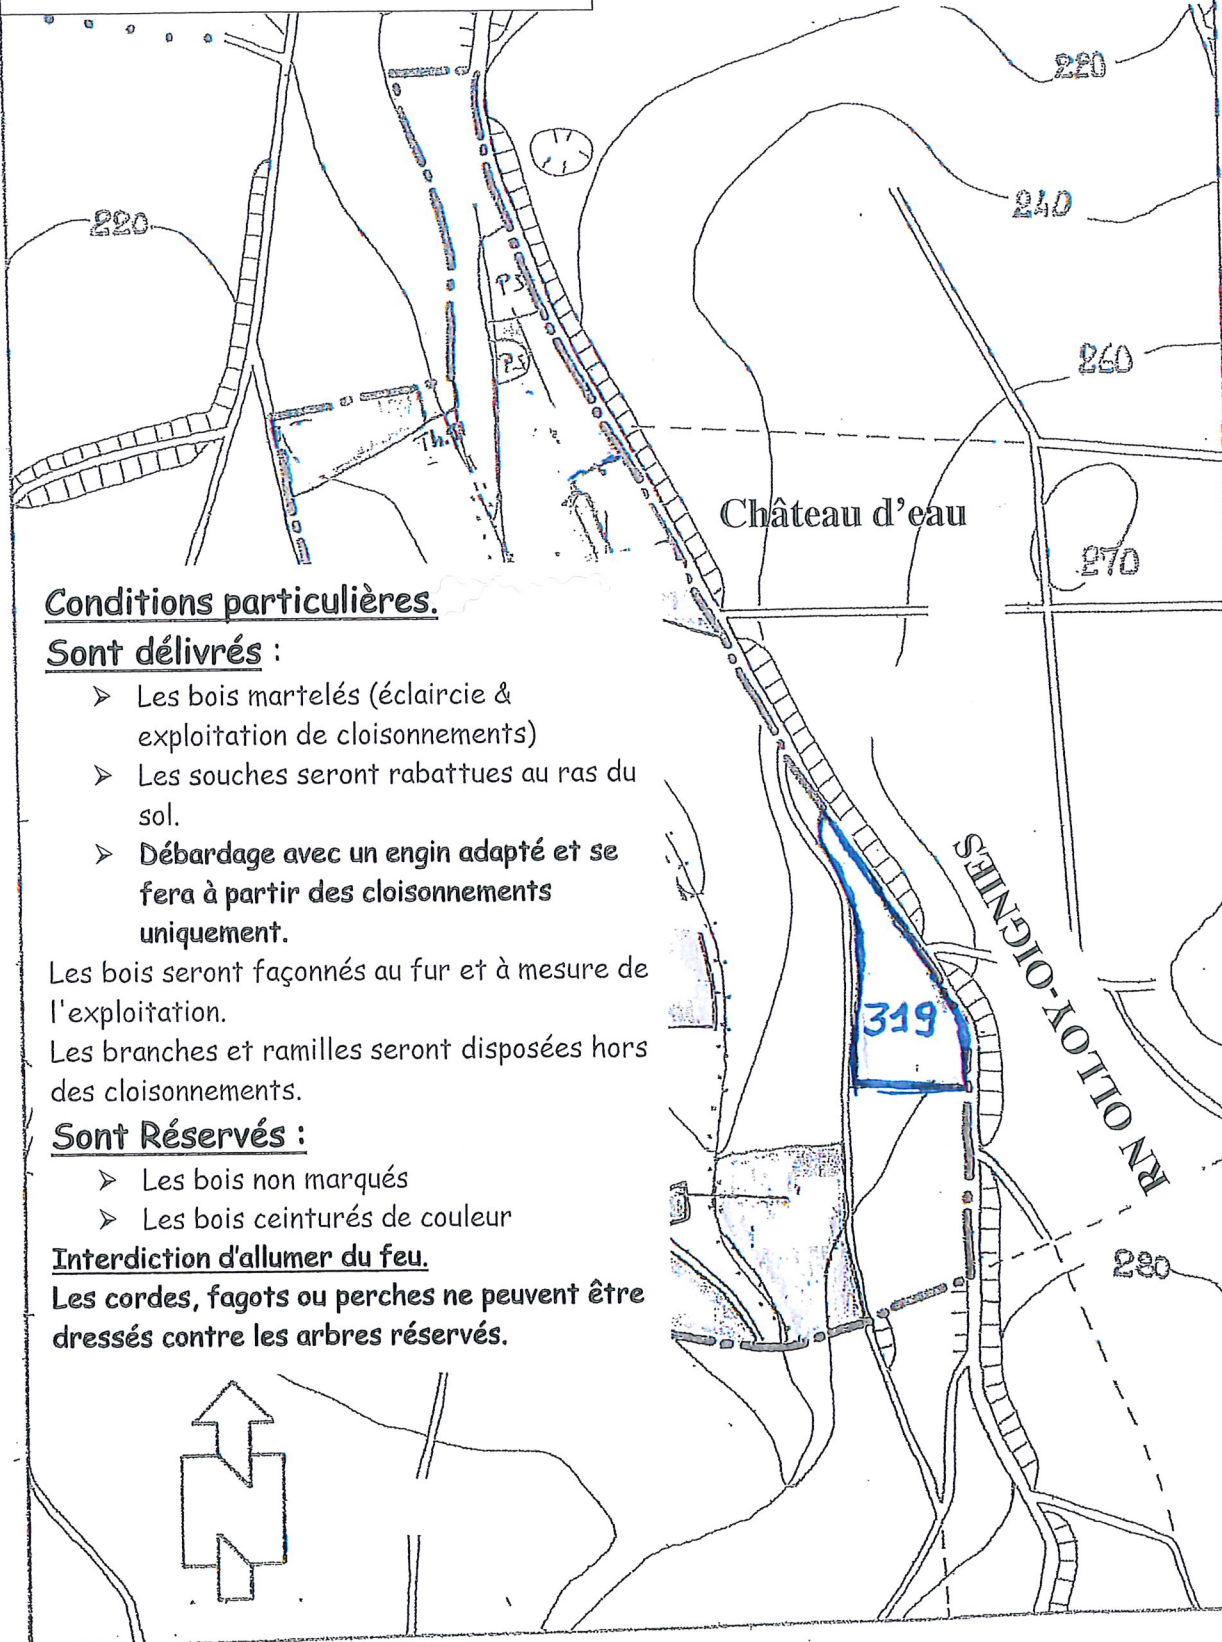 220
220
240
P3
260
PS
Th.
Château d'eau
270
Conditions particulières.
Sont délivrés :
➢ Les bois martelés (éclaircie &
exploitation de cloisonnements)
➢ Les souches seront rabattues au ras du
sol.
➢ Débardage avec un engin adapté et se
fera à partir des cloisonnements
uniquement.
Les bois seront façonnés au fur et à mesure de
l'exploitation.
Les branches et ramilles seront disposées hors
des cloisonnements.
Sont Réservés :
➢ Les bois non marqués
➢ Les bois ceinturés de couleur
Interdiction d'allumer du feu.
Les cordes, fagots ou perches ne peuvent être
dressés contre les arbres réservés.
319
RN OLLOY-OIGNIES
280
N